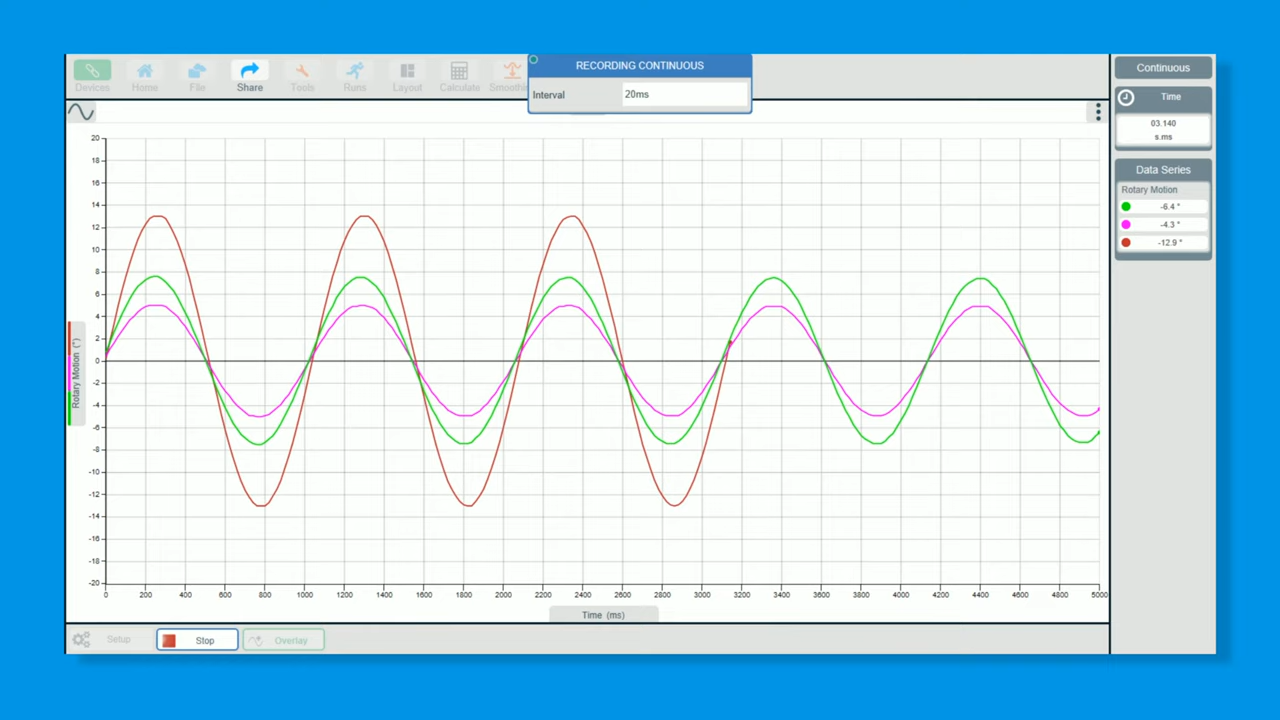 RECORDING CONTINUOUS
Interval 20ms
Devices Home File Share Tools Runs Layout Calculate
Continuous
Time
03.140
s.ms
Data Series
Rotary Motion
-6.4 °
-4.3 °
-12.9 °
20
18
16
14
12
10
8
6
4
2
0
-2
-4
-6
-8
-10
-12
-14
-16
-18
-20
Rotary Motion (°)
0 200 400 600 800 1000 1200 1400 1600 1800 2000 2200 2400 2600 2800 3000 3200 3400 3600 3800 4000 4200 4400 4600 4800 5000
Time (ms)
Setup Stop Overlay